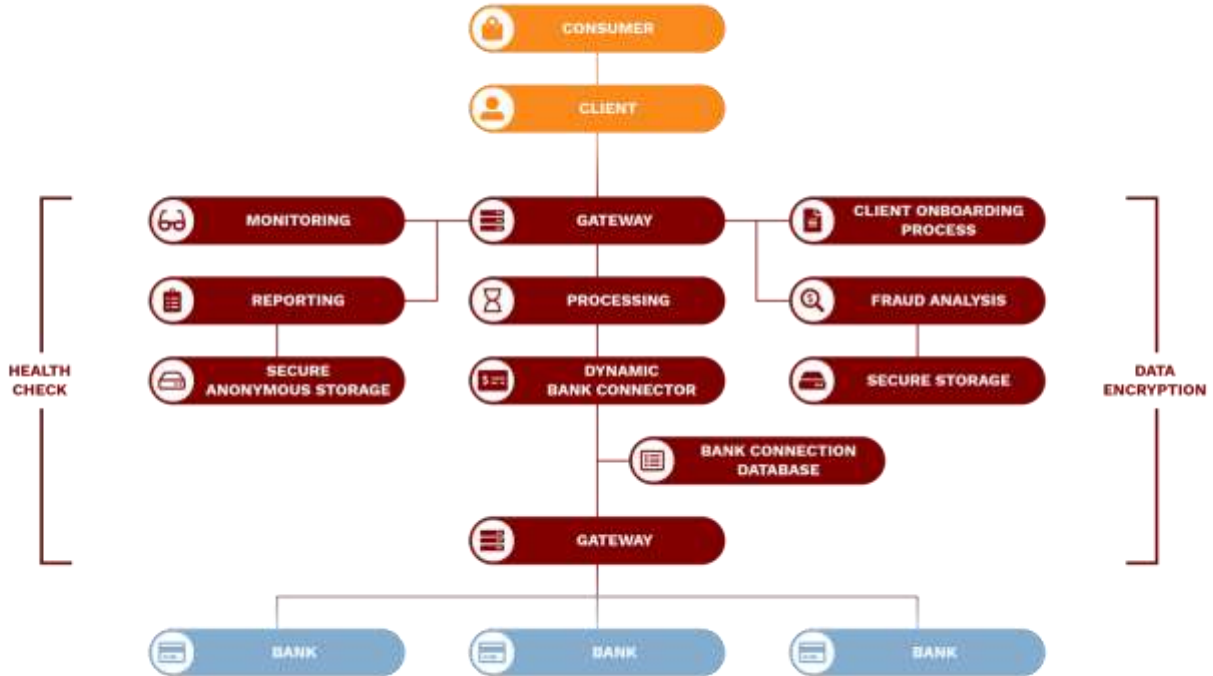 CONSUMER
CLIENT
MONITORING
GATEWAY
CLIENT ONBOARDING
PROCESS
REPORTING
PROCESSING
FRAUD ANALYSIS
HEALTH
CHECK
SECURE
ANONYMOUS STORAGE
DYNAMIC
BANK CONNECTOR
SECURE STORAGE
DATA
ENCRYPTION
BANK CONNECTION
DATABASE
GATEWAY
BANK
BANK
BANK